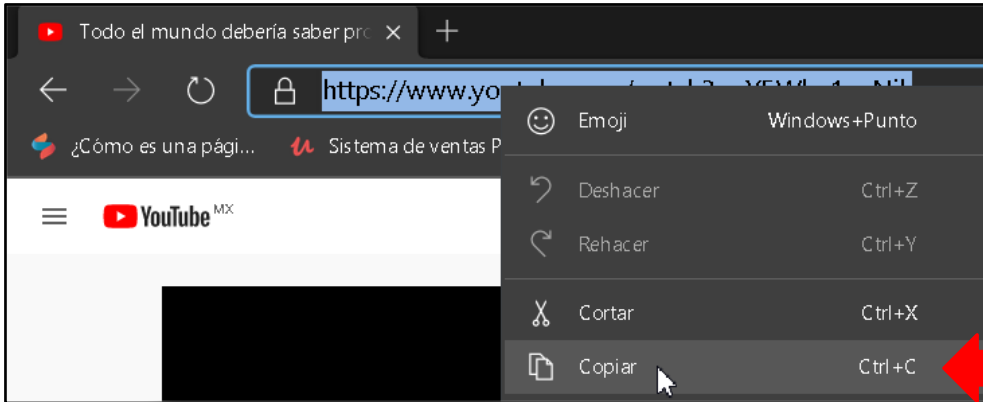 Todo el mundo debería saber pro
https://www.yo
¿Cómo es una pági...
Sistema de ventas P
YouTube MX
Emoji Windows+Punto
Deshacer Ctrl+Z
Rehacer Ctrl+Y
Cortar Ctrl+X
Copiar Ctrl+C